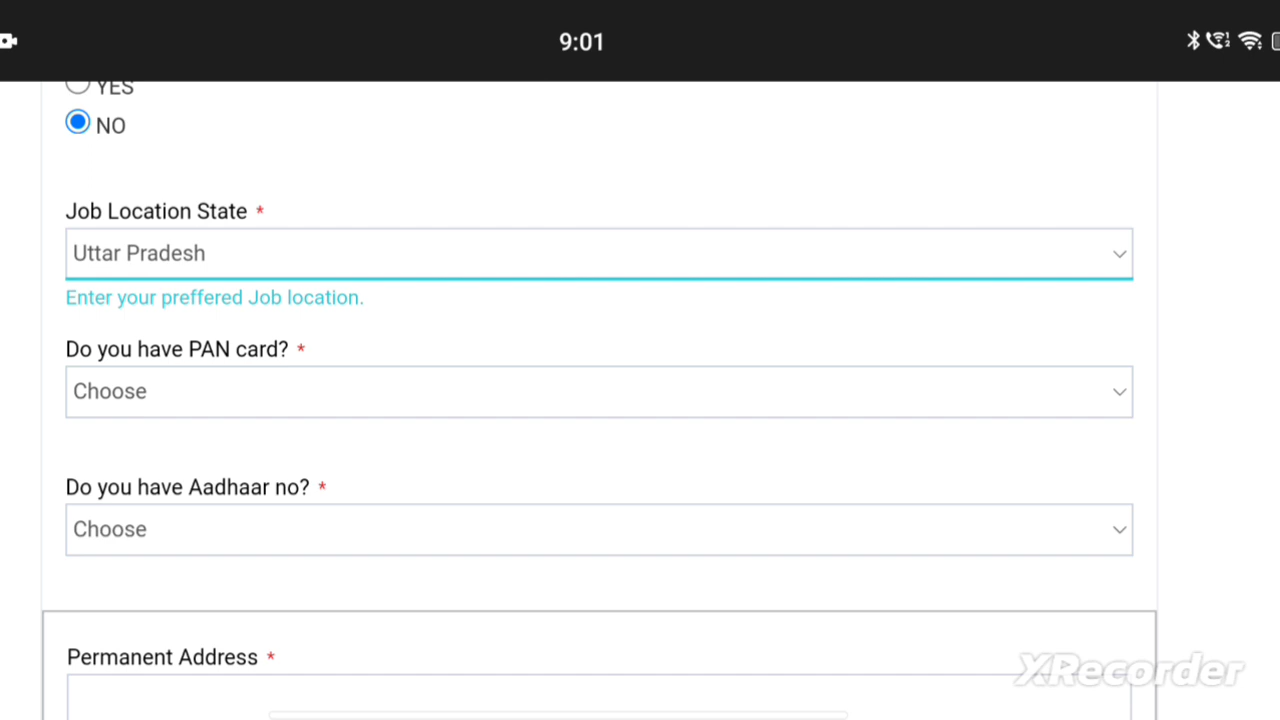 9:01
YES
NO
Job Location State *
Uttar Pradesh
Enter your preffered Job location.
Do you have PAN card? *
Choose
Do you have Aadhaar no? *
Choose
Permanent Address *
XRecorder